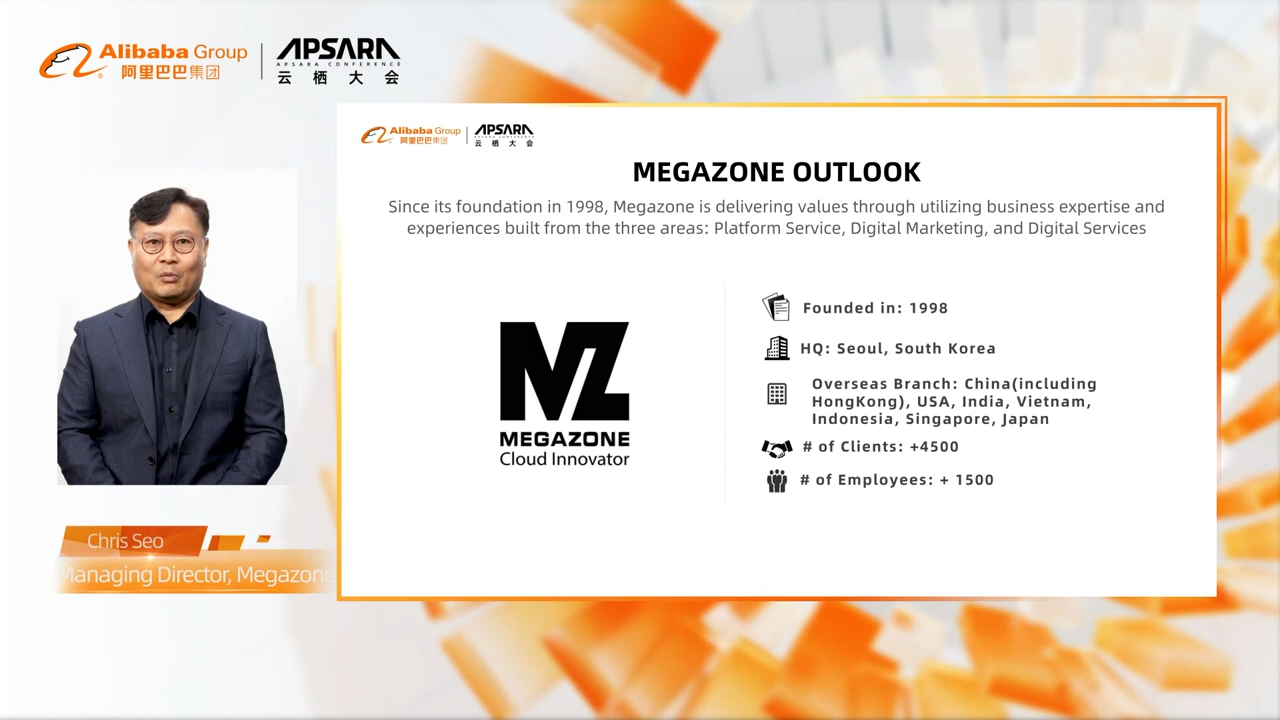 Alibaba Group
阿里巴巴集团
APSARA
APSARA CONFERENCE
云栖大会
Alibaba Group
阿里巴巴集团
APSARA
APSARA CONFERENCE
云栖大会
MEGAZONE OUTLOOK
Since its foundation in 1998, Megazone is delivering values through utilizing business expertise and
experiences built from the three areas: Platform Service, Digital Marketing, and Digital Services
MZ
MEGAZONE
Cloud Innovator
Founded in: 1998
HQ: Seoul, South Korea
Overseas Branch: China(including
HongKong), USA, India, Vietnam,
Indonesia, Singapore, Japan
# of Clients: +4500
# of Employees: + 1500
Chris Seo
Managing Director, Megazone